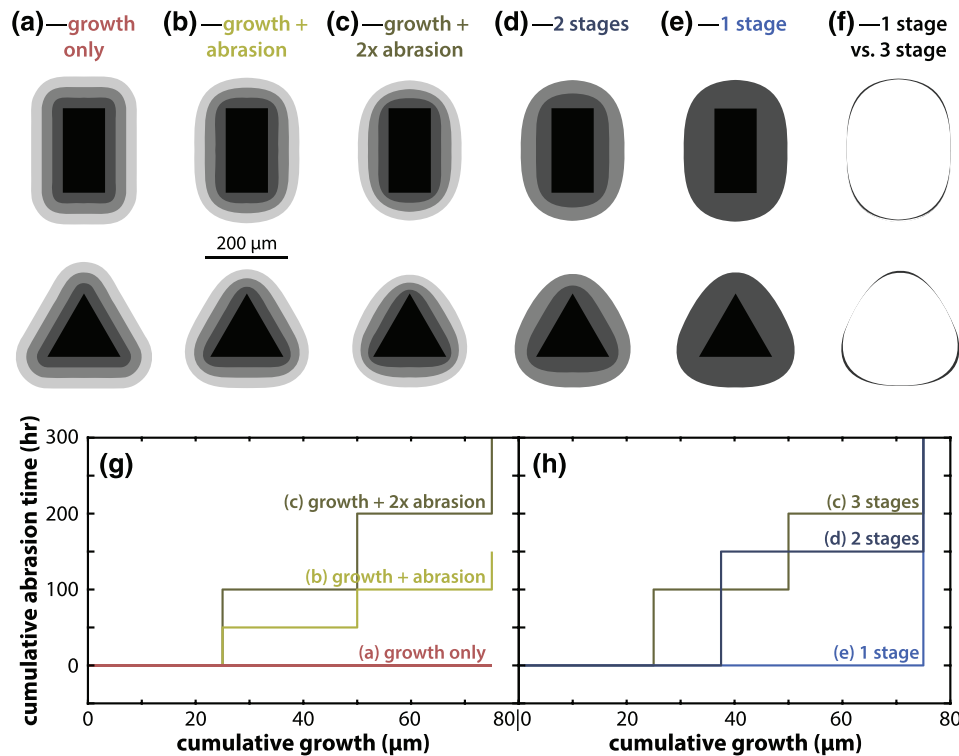 (a)—growth only
(b)—growth + abrasion
(c)—growth + 2x abrasion
(d)—2 stages
(e)—1 stage
(f)—1 stage vs. 3 stage
200 µm
cumulative abrasion time (hr)
300
200
100
0
(g)
(c) growth + 2x abrasion
(b) growth + abrasion
(a) growth only
(h)
(c) 3 stages
(d) 2 stages
(e) 1 stage
0 20 40 60 80
0 20 40 60 80
cumulative growth (µm)
cumulative growth (µm)